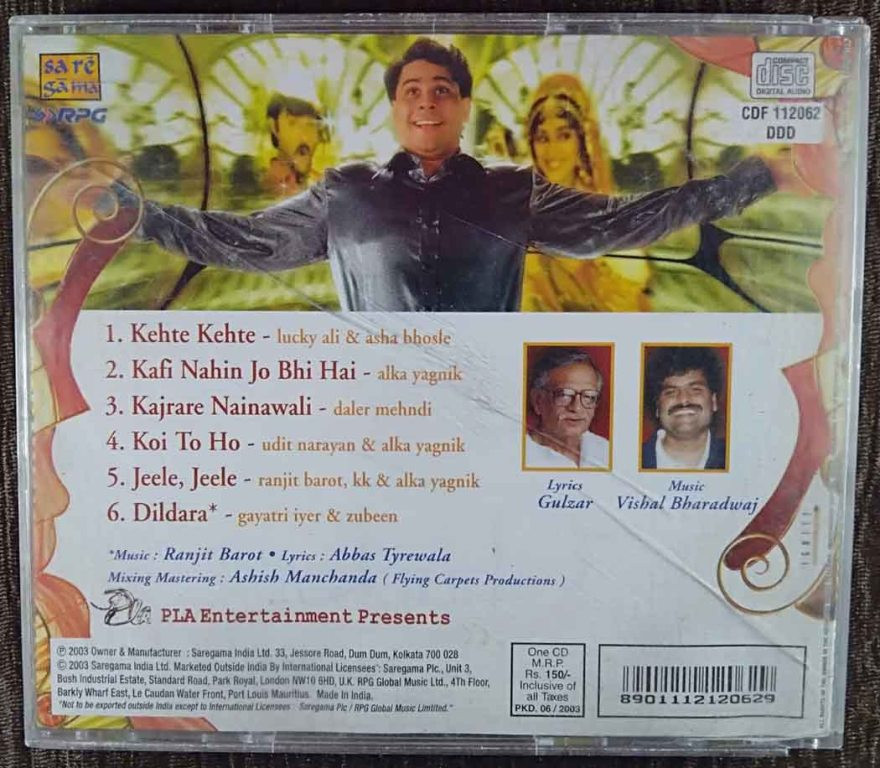 sa rē
gama
RPG
COMPACT
disc
DIGITAL AUDIO
CDF 112062
DDD
1. Kehte Kehte - lucky ali & asha bhosle
2. Kafi Nahin Jo Bhi Hai - alka yagnik
3. Kajrare Nainawali - daler mehndi
4. Koi To Ho - udit narayan & alka yagnik
5. Jeele, Jeele - ranjit barot, kk & alka yagnik
6. Dildara* - gayatri iyer & zubeen
Lyrics
Gulzar
Music
Vishal Bharadwaj
*Music : Ranjit Barot • Lyrics : Abbas Tyrewala
Mixing Mastering : Ashish Manchanda ( Flying Carpets Productions )
PLA Entertainment Presents
℗ 2003 Owner & Manufacturer : Saregama India Ltd. 33, Jessore Road, Dum Dum, Kolkata 700 028
© 2003 Saregama India Ltd. Marketed Outside India By International Licensees*: Saregama Plc., Unit 3,
Bush Industrial Estate, Standard Road, Park Royal, London NW10 6HD, U.K. RPG Global Music Ltd., 4Th Floor,
Barkly Wharf East, Le Caudan Water Front, Port Louis Mauritius. Made In India.
"Not to be exported outside India except to International Licensees : Saregama Plc / RPG Global Music Limited."
One CD
M.R.P.
Rs. 150/-
Inclusive of
all Taxes
PKD. 06 / 2003
8901112120629